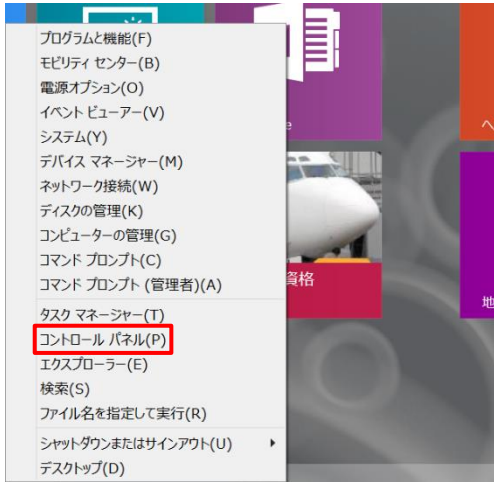 プログラムと機能(F)
モビリティ センター(B)
電源オプション(O)
イベント ビューアー(V)
システム(Y)
デバイス マネージャー(M)
ネットワーク接続(W)
ディスクの管理(K)
コンピューターの管理(G)
コマンド プロンプト(C)
コマンド プロンプト (管理者)(A)
タスク マネージャー(T)
コントロール パネル(P)
エクスプローラー(E)
検索(S)
ファイル名を指定して実行(R)
シャットダウンまたはサインアウト(U)
デスクトップ(D)
e
ヘ
資格
地